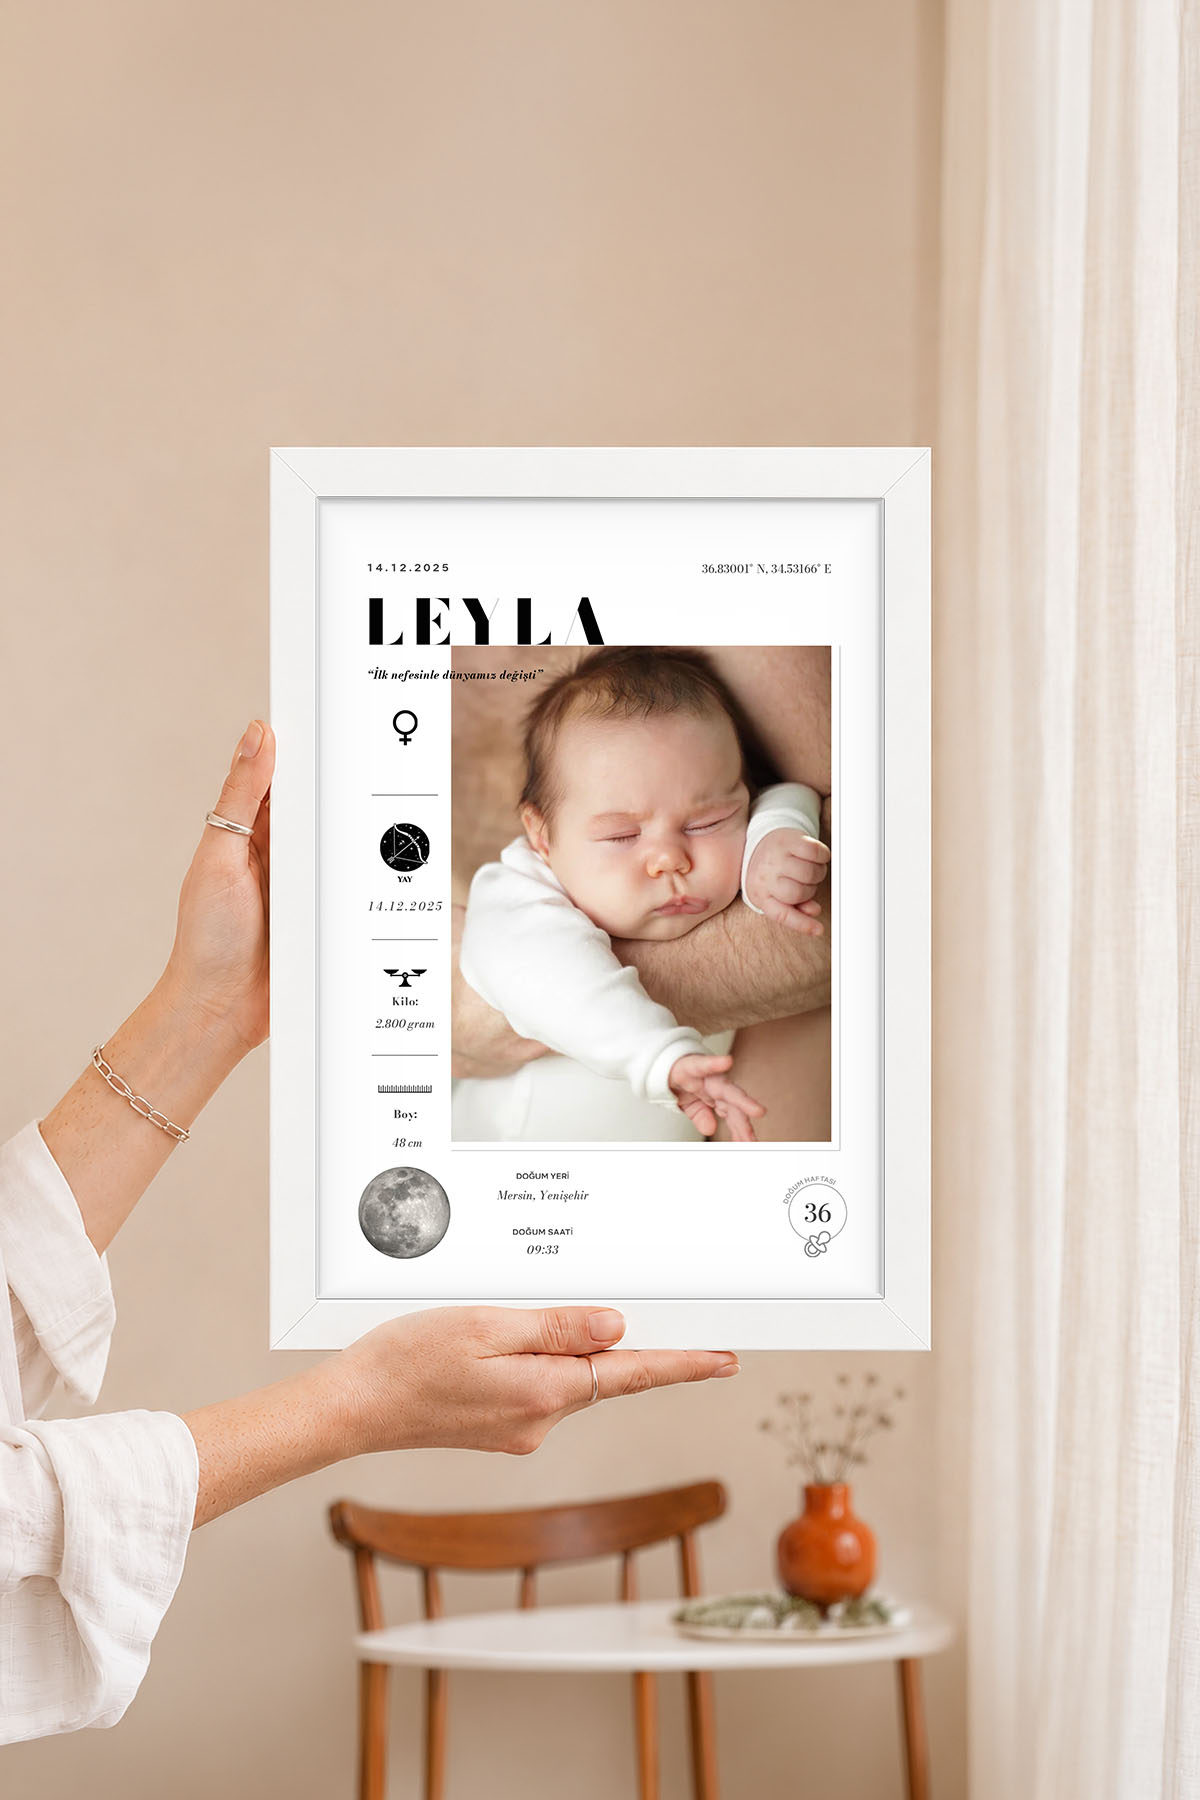 14.12.2025
36.83001° N, 34.53166° E
LEYLA
“İlk nefesinle dünyamız değişti”
YAY
14.12.2025
Kilo:
2.800 gram
Boy:
48 cm
DOĞUM YERİ
Mersin, Yenişehir
DOĞUM SAATİ
09:33
DOĞUM HAFTASI
36